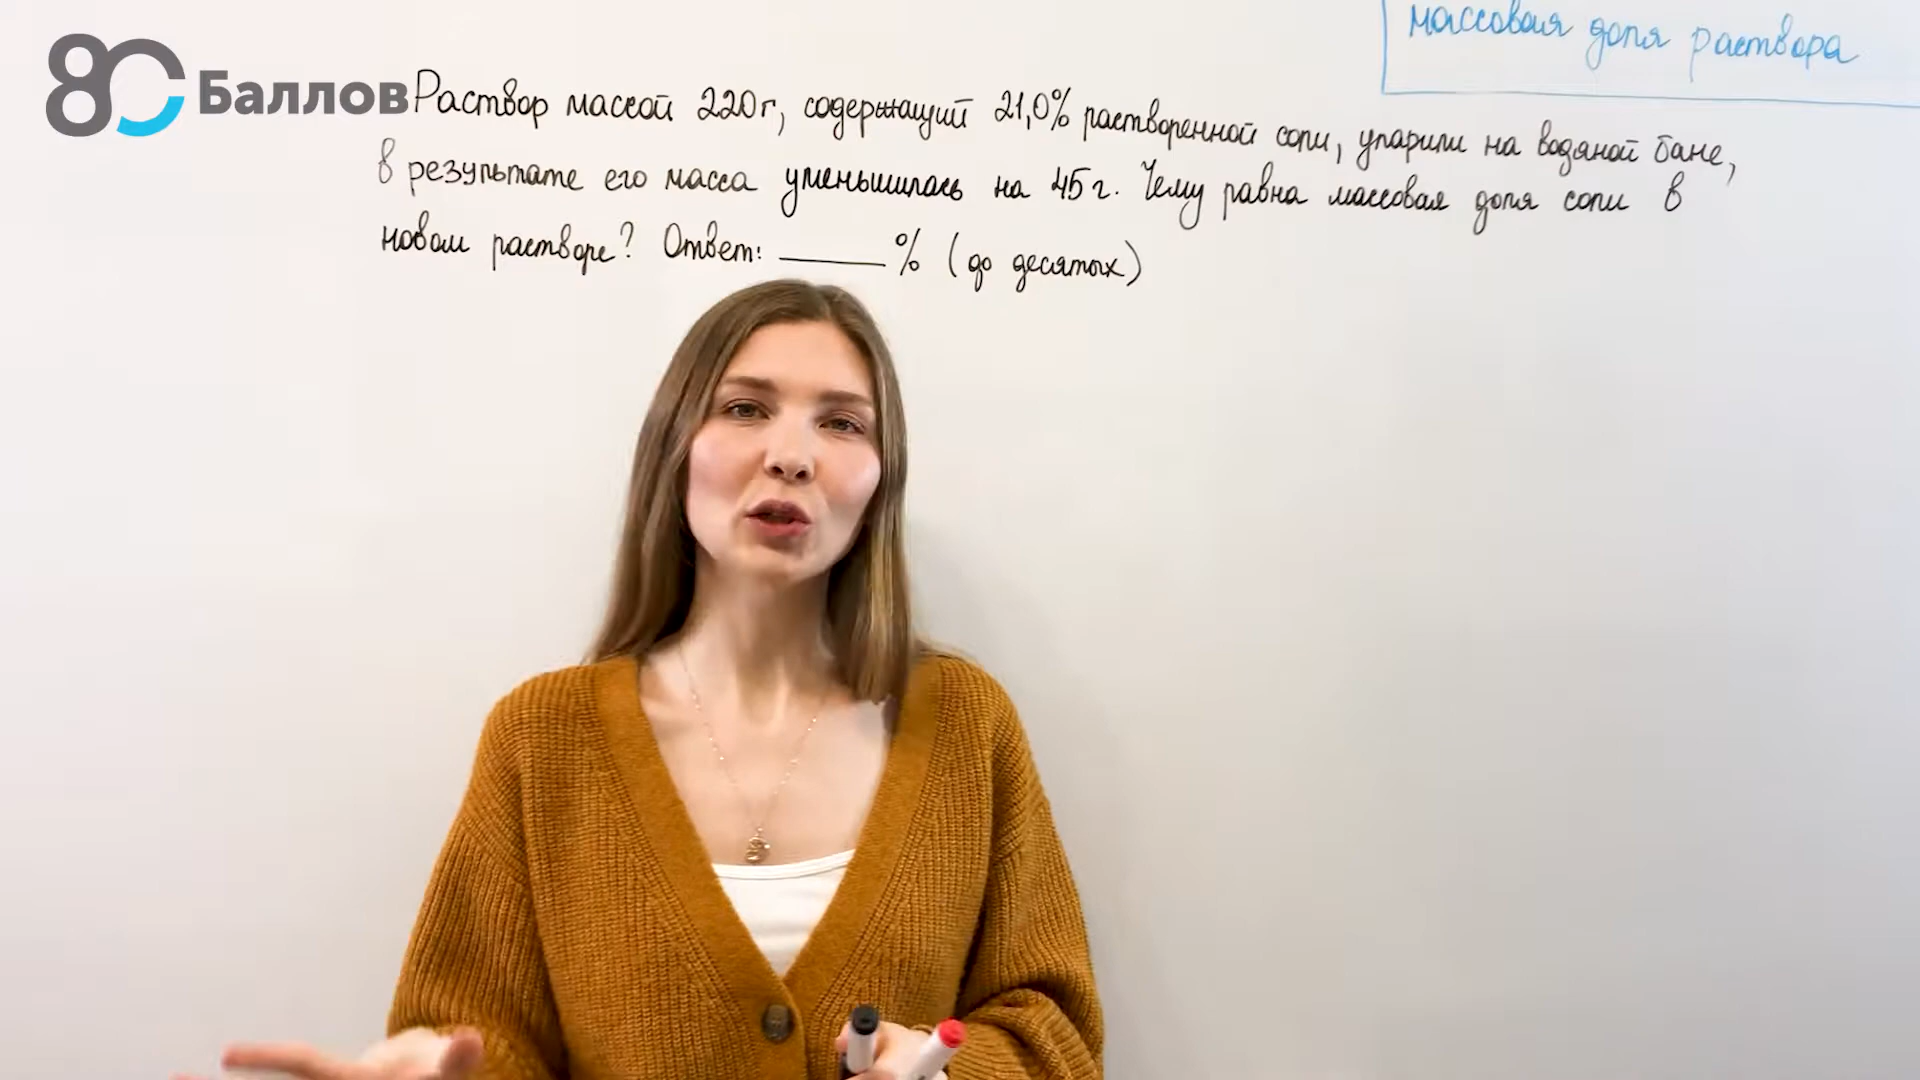 массовая доля раствора
80 Баллов
Раствор массой 220г, содержащий 21,0% растворенной соли, упарили на водяной бане,
в результате его масса уменьшилась на 45г. Чему равна массовая доля соли в
новом растворе? Ответ: ______ % (до десятых)